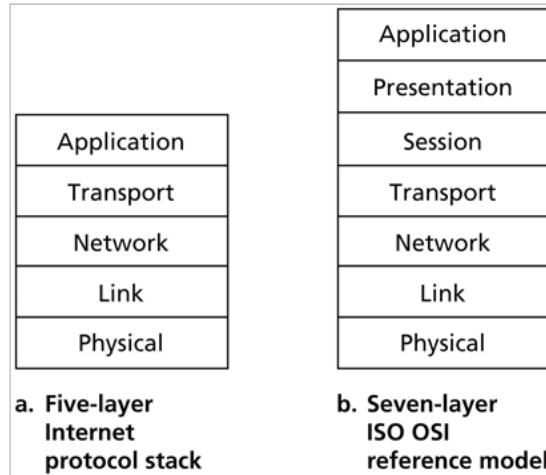 Application
Transport
Network
Link
Physical
a. Five-layer
Internet
protocol stack
Application
Presentation
Session
Transport
Network
Link
Physical
b. Seven-layer
ISO OSI
reference model